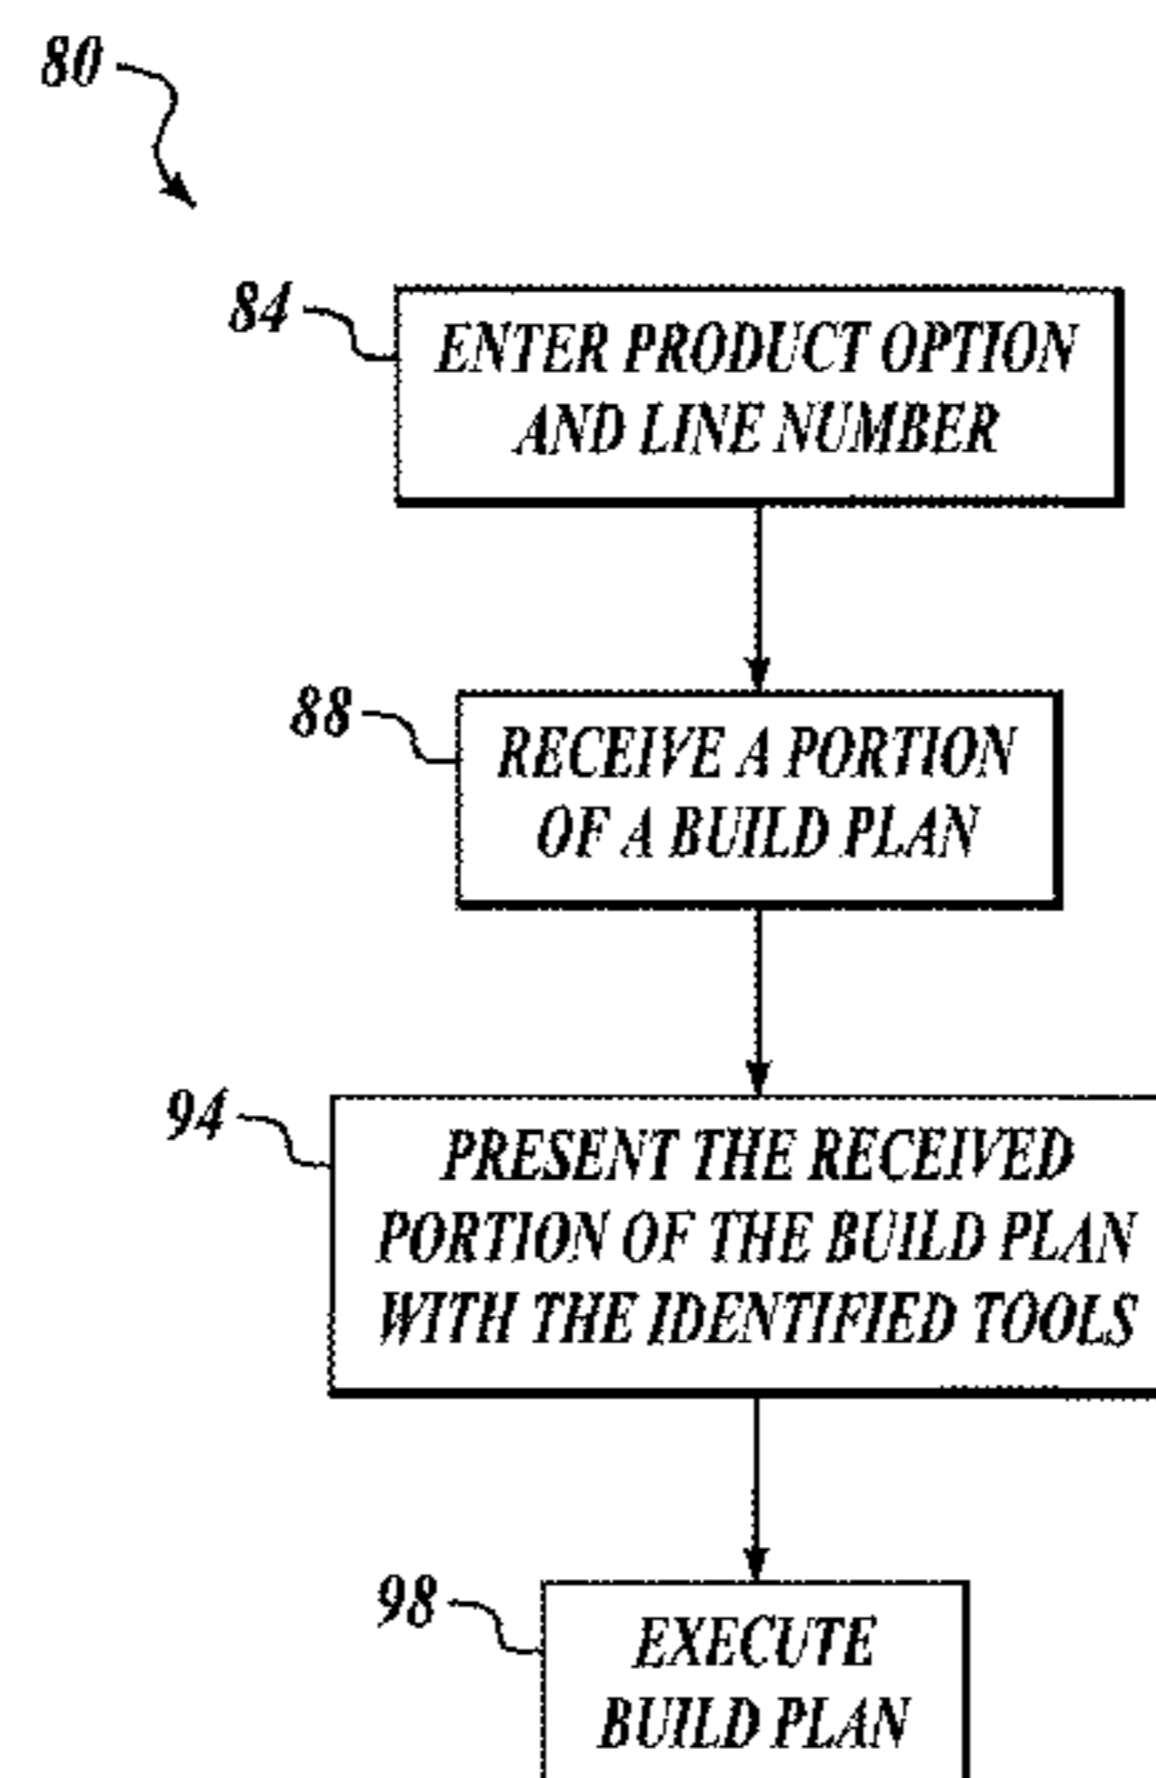 80
84
ENTER PRODUCT OPTION
AND LINE NUMBER
88
RECEIVE A PORTION
OF A BUILD PLAN
94
PRESENT THE RECEIVED
PORTION OF THE BUILD PLAN
WITH THE IDENTIFIED TOOLS
98
EXECUTE
BUILD PLAN